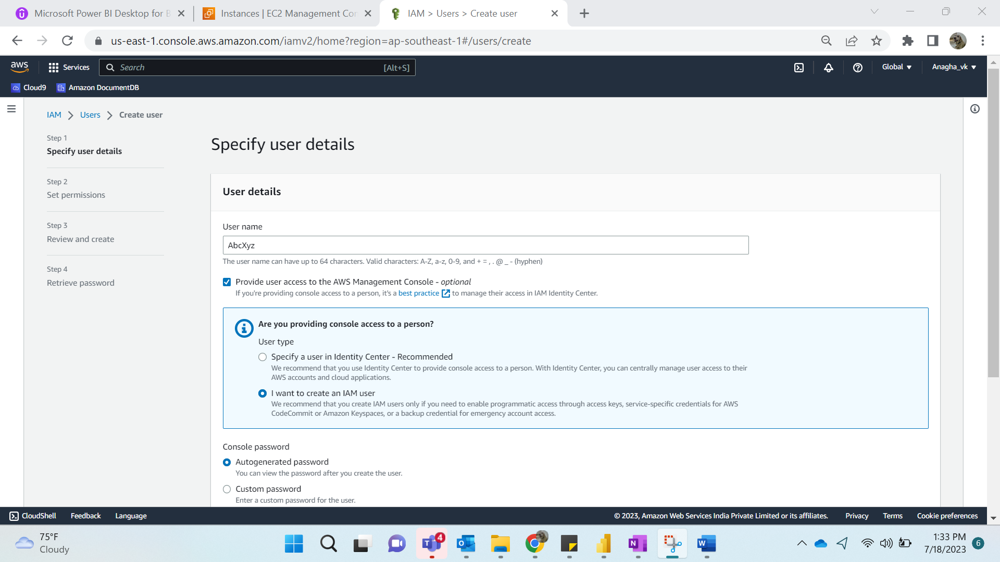 Microsoft Power BI Desktop for B
Instances | EC2 Management Con
IAM > Users > Create user
us-east-1.console.aws.amazon.com/iamv2/home?region=ap-southeast-1#/users/create
aws
Services
Search
[Alt+S]
Global
Anagha_vk
Cloud9
Amazon DocumentDB
IAM > Users > Create user
Step 1
Specify user details
Step 2
Set permissions
Step 3
Review and create
Step 4
Retrieve password
Specify user details
User details
User name
AbcXyz
The user name can have up to 64 characters. Valid characters: A-Z, a-z, 0-9, and + = , . @ _ - (hyphen)
Provide user access to the AWS Management Console - optional
If you're providing console access to a person, it's a best practice to manage their access in IAM Identity Center.
Are you providing console access to a person?
User type
Specify a user in Identity Center - Recommended
We recommend that you use Identity Center to provide console access to a person. With Identity Center, you can centrally manage user access to their
AWS accounts and cloud applications.
I want to create an IAM user
We recommend that you create IAM users only if you need to enable programmatic access through access keys, service-specific credentials for AWS
CodeCommit or Amazon Keyspaces, or a backup credential for emergency account access.
Console password
Autogenerated password
You can view the password after you create the user.
Custom password
Enter a custom password for the user.
CloudShell
Feedback
Language
© 2023, Amazon Web Services India Private Limited or its affiliates.
Privacy
Terms
Cookie preferences
75°F
Cloudy
4
1:33 PM
7/18/2023
6